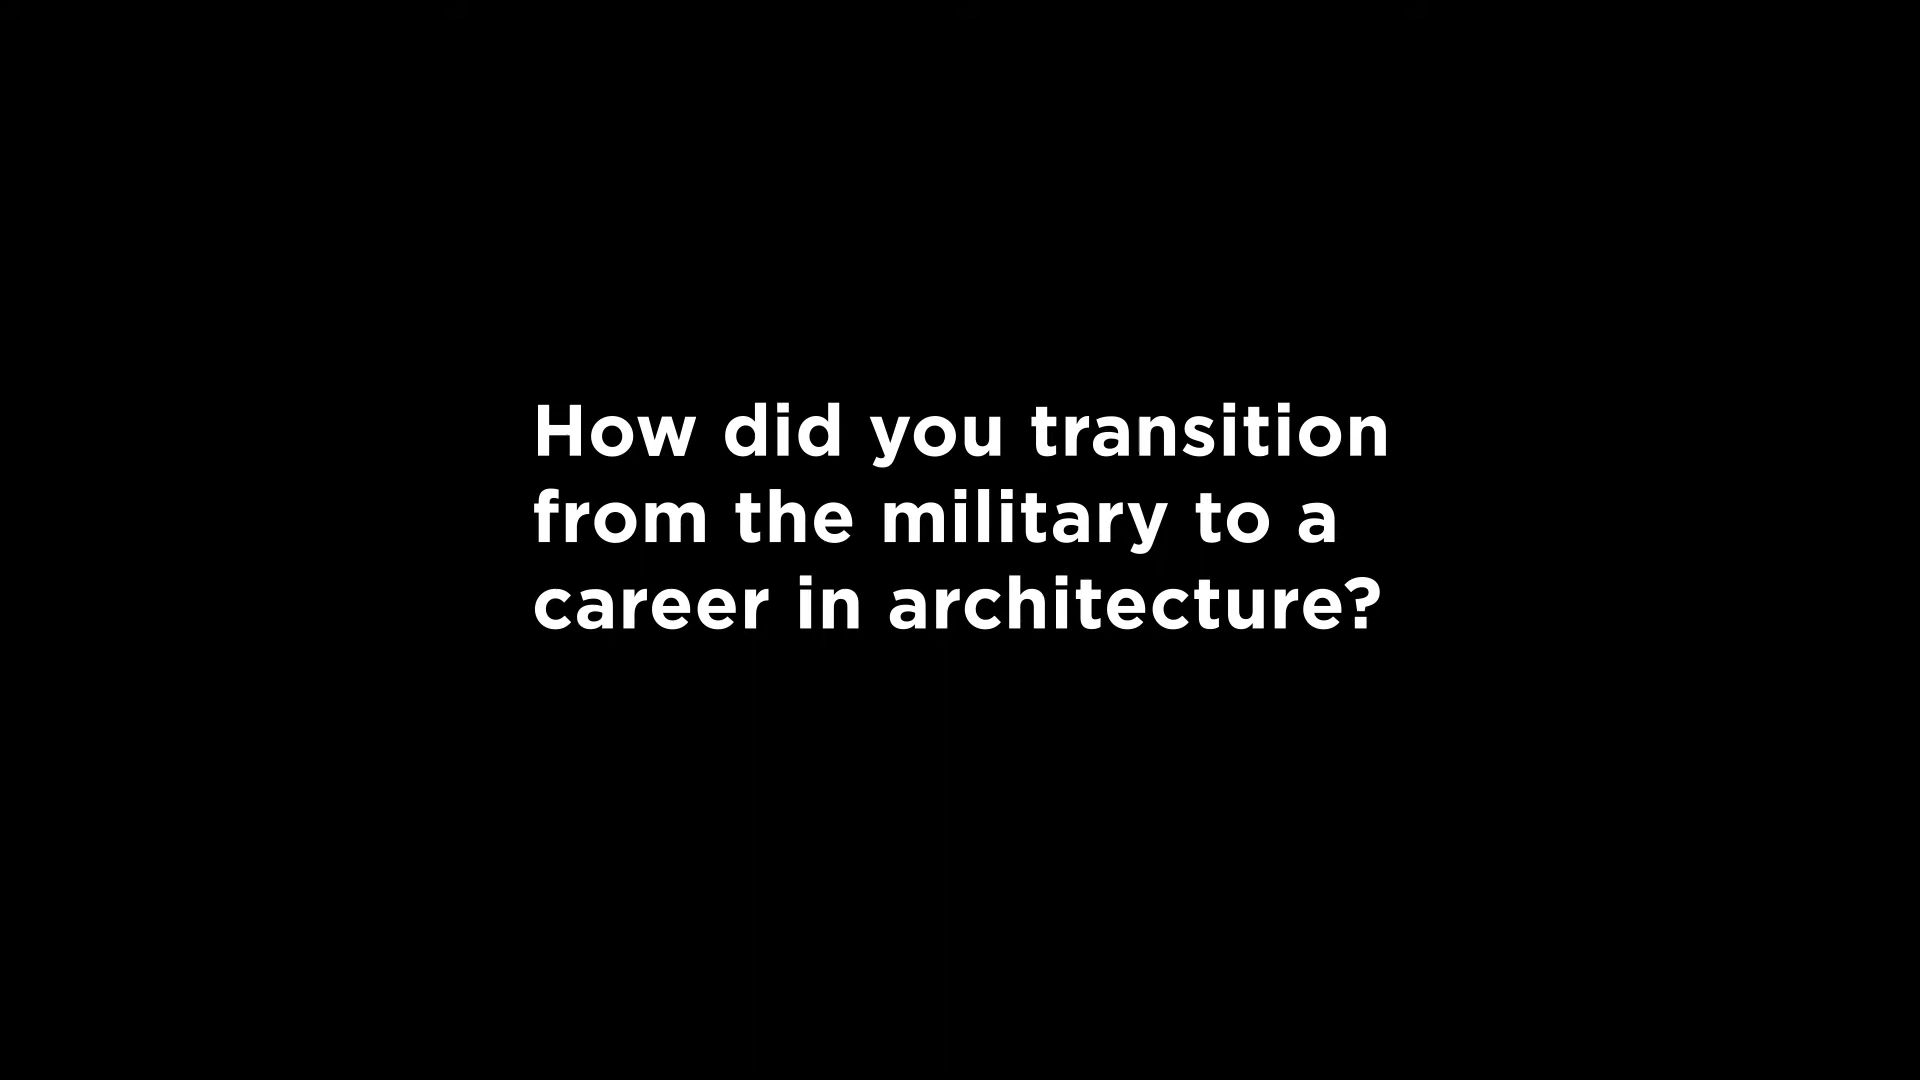 How did you transition
from the military to a
career in architecture?